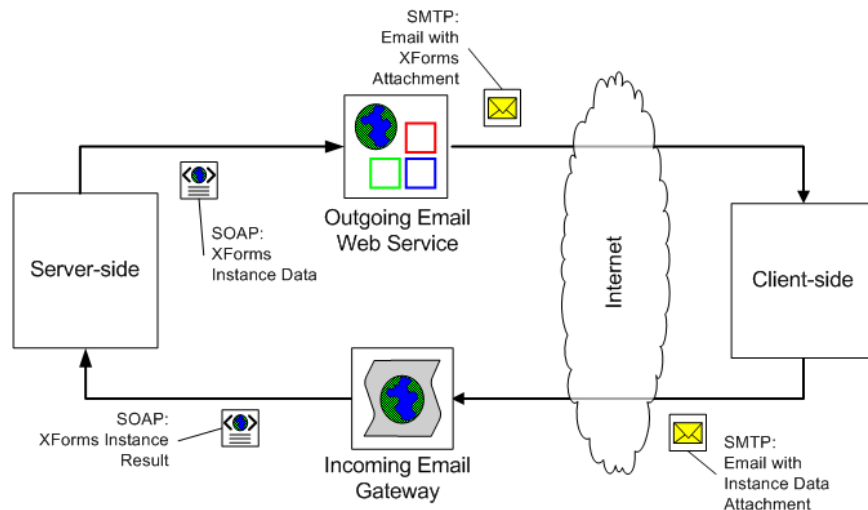 SMTP:
Email with
XForms
Attachment
Outgoing Email
Web Service
SOAP:
XForms
Instance Data
Server-side
Internet
Client-side
SOAP:
XForms Instance
Result
Incoming Email
Gateway
SMTP:
Email with
Instance Data
Attachment